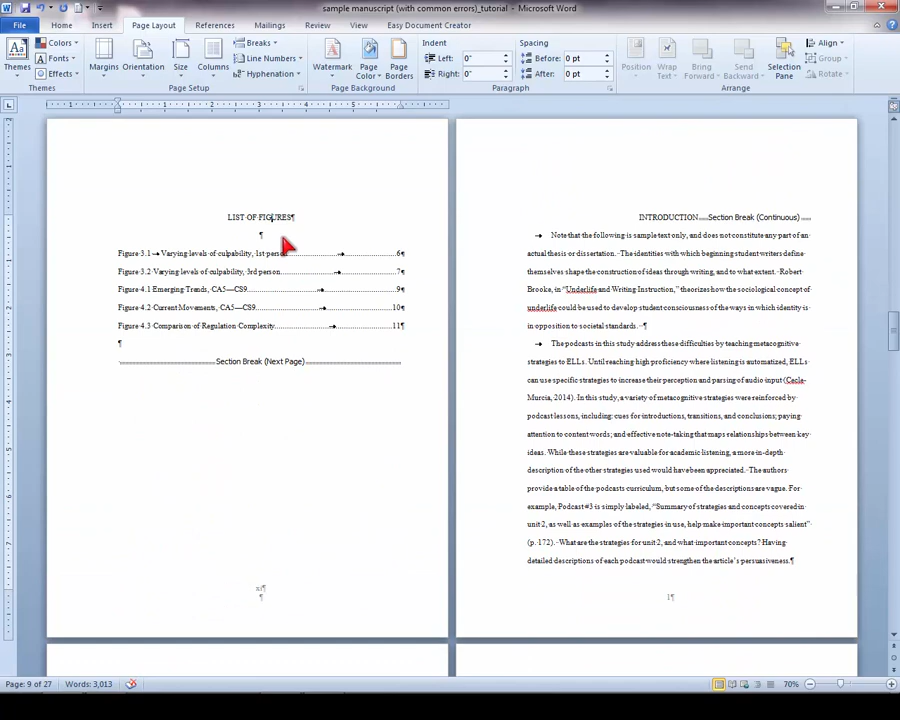 sample manuscript (with common errors)_tutorial - Microsoft Word
File Home Insert Page Layout References Mailings Review View Easy Document Creator
Themes Colors Fonts Effects Margins Orientation Size Columns Breaks Line Numbers Hyphenation Watermark Page Color Page Borders Indent Left: 0" Right: 0" Spacing Before: 0 pt After: 0 pt Position Wrap Text Bring Forward Send Backward Selection Pane Align Group Rotate
Themes Page Setup Page Background Paragraph Arrange
LIST·OF·FIGURES¶
¶
Figure·3.1→Varying·levels·of·culpability,·1st·person→6¶
Figure·3.2·Varying·levels·of·culpability,·3rd·person→7¶
Figure·4.1·Emerging·Trends,·CA5—CS9→9¶
Figure·4.2·Current·Movements,·CA5—CS9→10¶
Figure·4.3·Comparison·of·Regulation·Complexity→11¶
¶
Section Break (Next Page)
xi¶
¶
INTRODUCTION Section Break (Continuous)
→Note·that·the·following·is·sample·text·only,·and·does·not·constitute·any·part·of·
an·actual·thesis·or·dissertation.··The·identities·with·which·beginning·student·writers·define·
themselves·shape·the·construction·of·ideas·through·writing,·and·to·what·extent.··Robert·
Brooke,·in·"Underlife·and·Writing·Instruction,"·theorizes·how·the·sociological·concept·of·
underlife·could·be·used·to·develop·student·consciousness·of·the·ways·in·which·identity·is·
in·opposition·to·societal·standards.··¶
→The·podcasts·in·this·study·address·these·difficulties·by·teaching·metacognitive·
strategies·to·ELLs.·Until·reaching·high·proficiency·where·listening·is·automatized,·ELLs·
can·use·specific·strategies·to·increase·their·perception·and·parsing·of·audio·input·(Cecla-
Murcia,·2014).·In·this·study,·a·variety·of·metacognitive·strategies·were·reinforced·by·
podcast·lessons,·including:·cues·for·introductions,·transitions,·and·conclusions;·paying·
attention·to·content·words;·and·effective·note-taking·that·maps·relationships·between·key·
ideas.·While·these·strategies·are·valuable·for·academic·listening,·a·more·in-depth·
description·of·the·other·strategies·used·would·have·been·appreciated.··The·authors·
provide·a·table·of·the·podcasts·curriculum,·but·some·of·the·descriptions·are·vague.·For·
example,·Podcast·#3·is·simply·labeled,·"Summary·of·strategies·and·concepts·covered·in·
unit·2,·as·well·as·examples·of·the·strategies·in·use,·help·make·important·concepts·salient"·
(p.·172).··What·are·the·strategies·for·unit·2,·and·what·important·concepts?·Having·
detailed·descriptions·of·each·podcast·would·strengthen·the·article's·persuasiveness.¶
1¶
Page: 9 of 27 Words: 3,013 70%